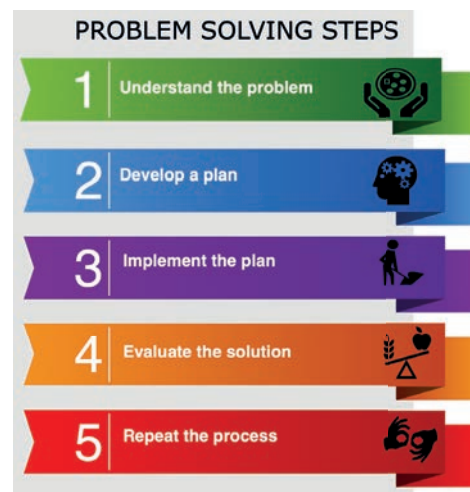 PROBLEM SOLVING STEPS
1 Understand the problem
2 Develop a plan
3 Implement the plan
4 Evaluate the solution
5 Repeat the process